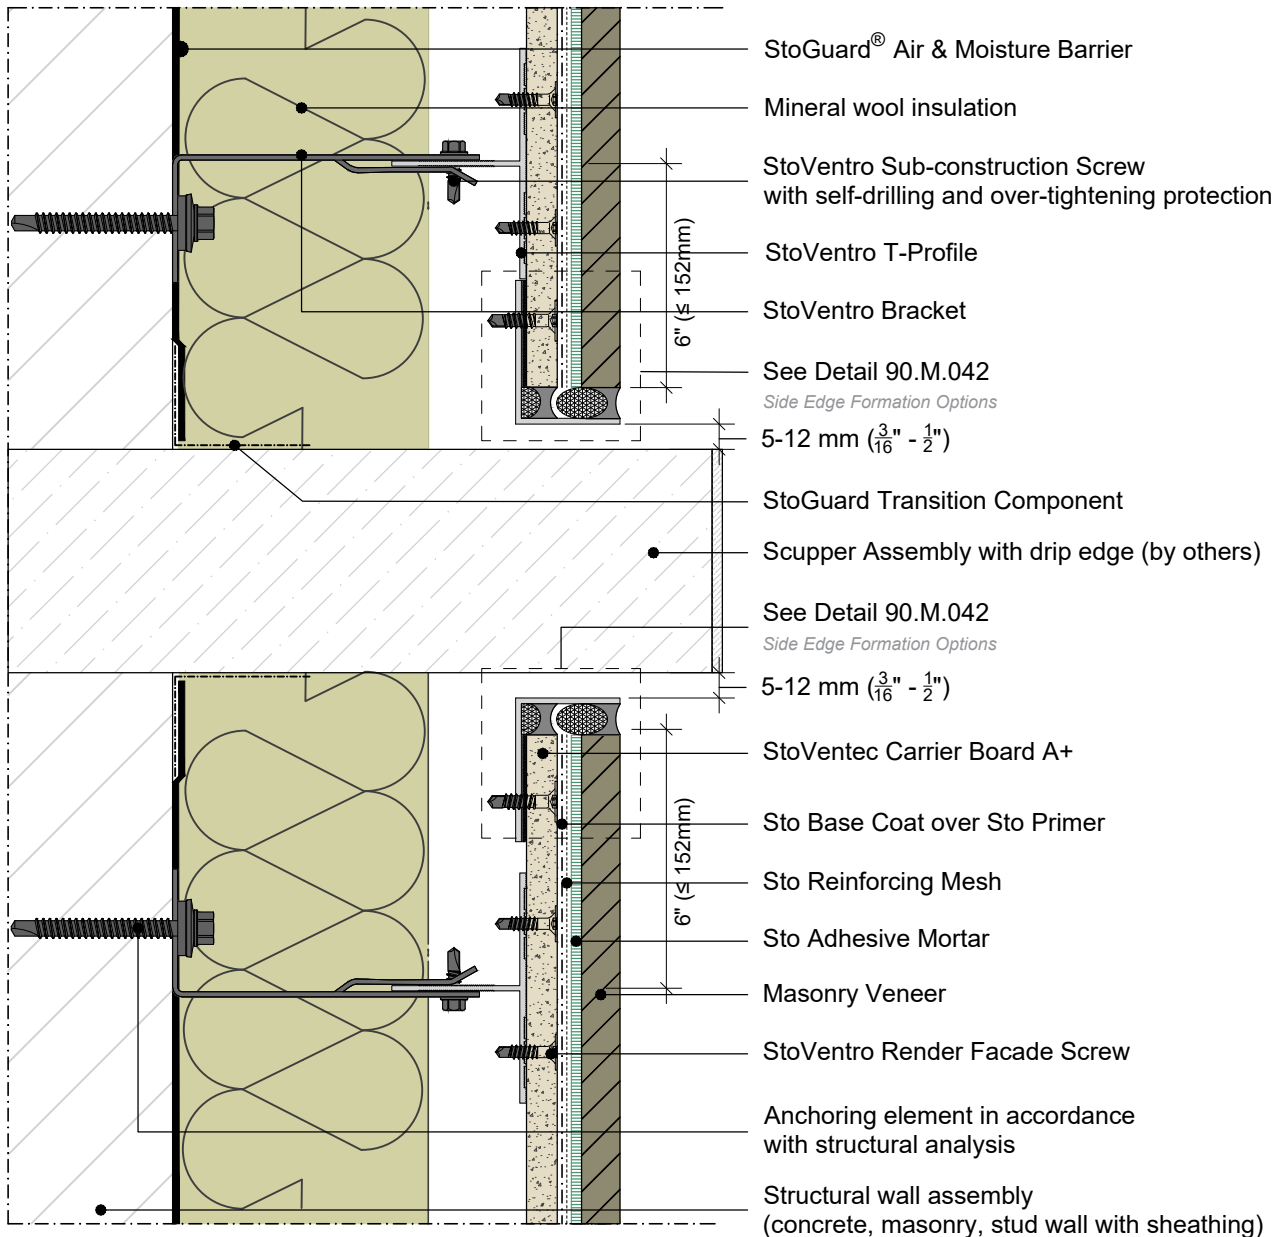 StoGuard® Air & Moisture Barrier
Mineral wool insulation
StoVentro Sub-construction Screw
with self-drilling and over-tightening protection
StoVentro T-Profile
StoVentro Bracket
6" (≤ 152mm)
See Detail 90.M.042
Side Edge Formation Options
5-12 mm (3/16" - 1/2")
StoGuard Transition Component
Scupper Assembly with drip edge (by others)
See Detail 90.M.042
Side Edge Formation Options
5-12 mm (3/16" - 1/2")
StoVentec Carrier Board A+
Sto Base Coat over Sto Primer
6" (≤ 152mm)
Sto Reinforcing Mesh
Sto Adhesive Mortar
Masonry Veneer
StoVentro Render Facade Screw
Anchoring element in accordance
with structural analysis
Structural wall assembly
(concrete, masonry, stud wall with sheathing)